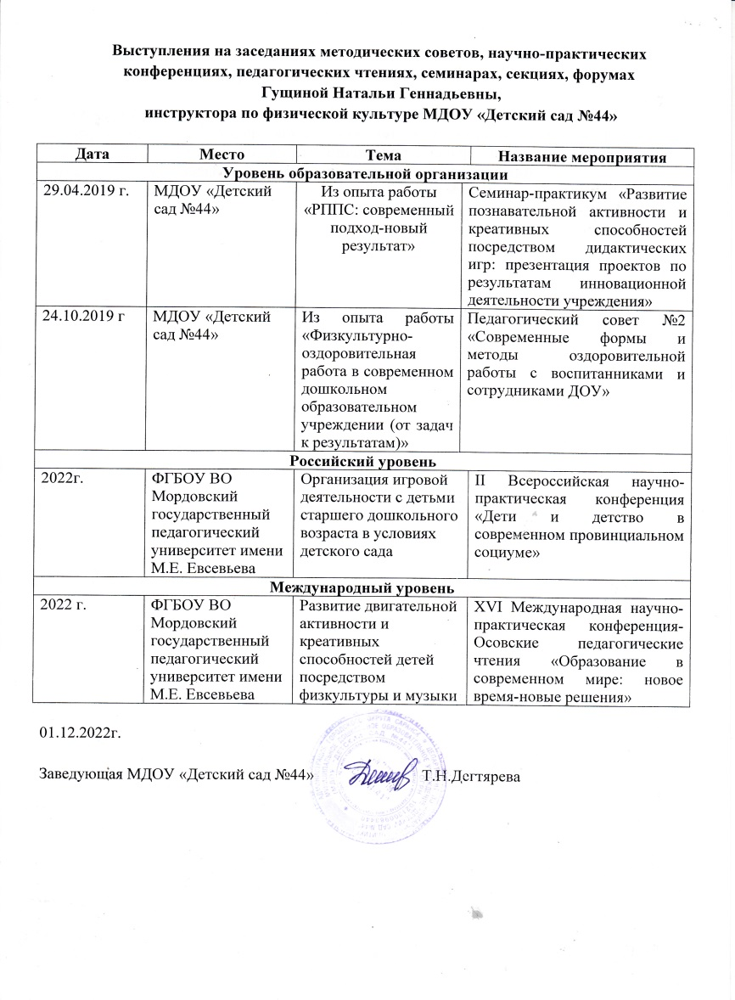 Выступления на заседаниях методических советов, научно-практических
конференциях, педагогических чтениях, семинарах, секциях, форумах
Гущиной Натальи Геннадьевны,
инструктора по физической культуре МДОУ «Детский сад №44»
Дата Место Тема Название мероприятия
Уровень образовательной организации
29.04.2019 г.
МДОУ «Детский
сад №44»
Из опыта работы
«РППС: современный
подход-новый
результат»
Семинар-практикум «Развитие
познавательной активности и
креативных способностей
посредством дидактических
игр: презентация проектов по
результатам инновационной
деятельности учреждения»
24.10.2019 г
МДОУ «Детский
сад №44»
Из опыта работы
«Физкультурно-
оздоровительная
работа в современном
дошкольном
образовательном
учреждении (от задач
к результатам)»
Педагогический совет №2
«Современные формы и
методы оздоровительной
работы с воспитанниками и
сотрудниками ДОУ»
Российский уровень
2022г.
ФГБОУ ВО
Мордовский
государственный
педагогический
университет имени
М.Е. Евсевьева
Организация игровой
деятельности с детьми
старшего дошкольного
возраста в условиях
детского сада
II Всероссийская научно-
практическая конференция
«Дети и детство в
современном провинциальном
социуме»
Международный уровень
2022 г.
ФГБОУ ВО
Мордовский
государственный
педагогический
университет имени
М.Е. Евсевьева
Развитие двигательной
активности и
креативных
способностей детей
посредством
физкультуры и музыки
XVI Международная научно-
практическая конференция-
Осовские педагогические
чтения «Образование в
современном мире: новое
время-новые решения»
01.12.2022г.
Заведующая МДОУ «Детский сад №44» Т.Н.Дегтярева